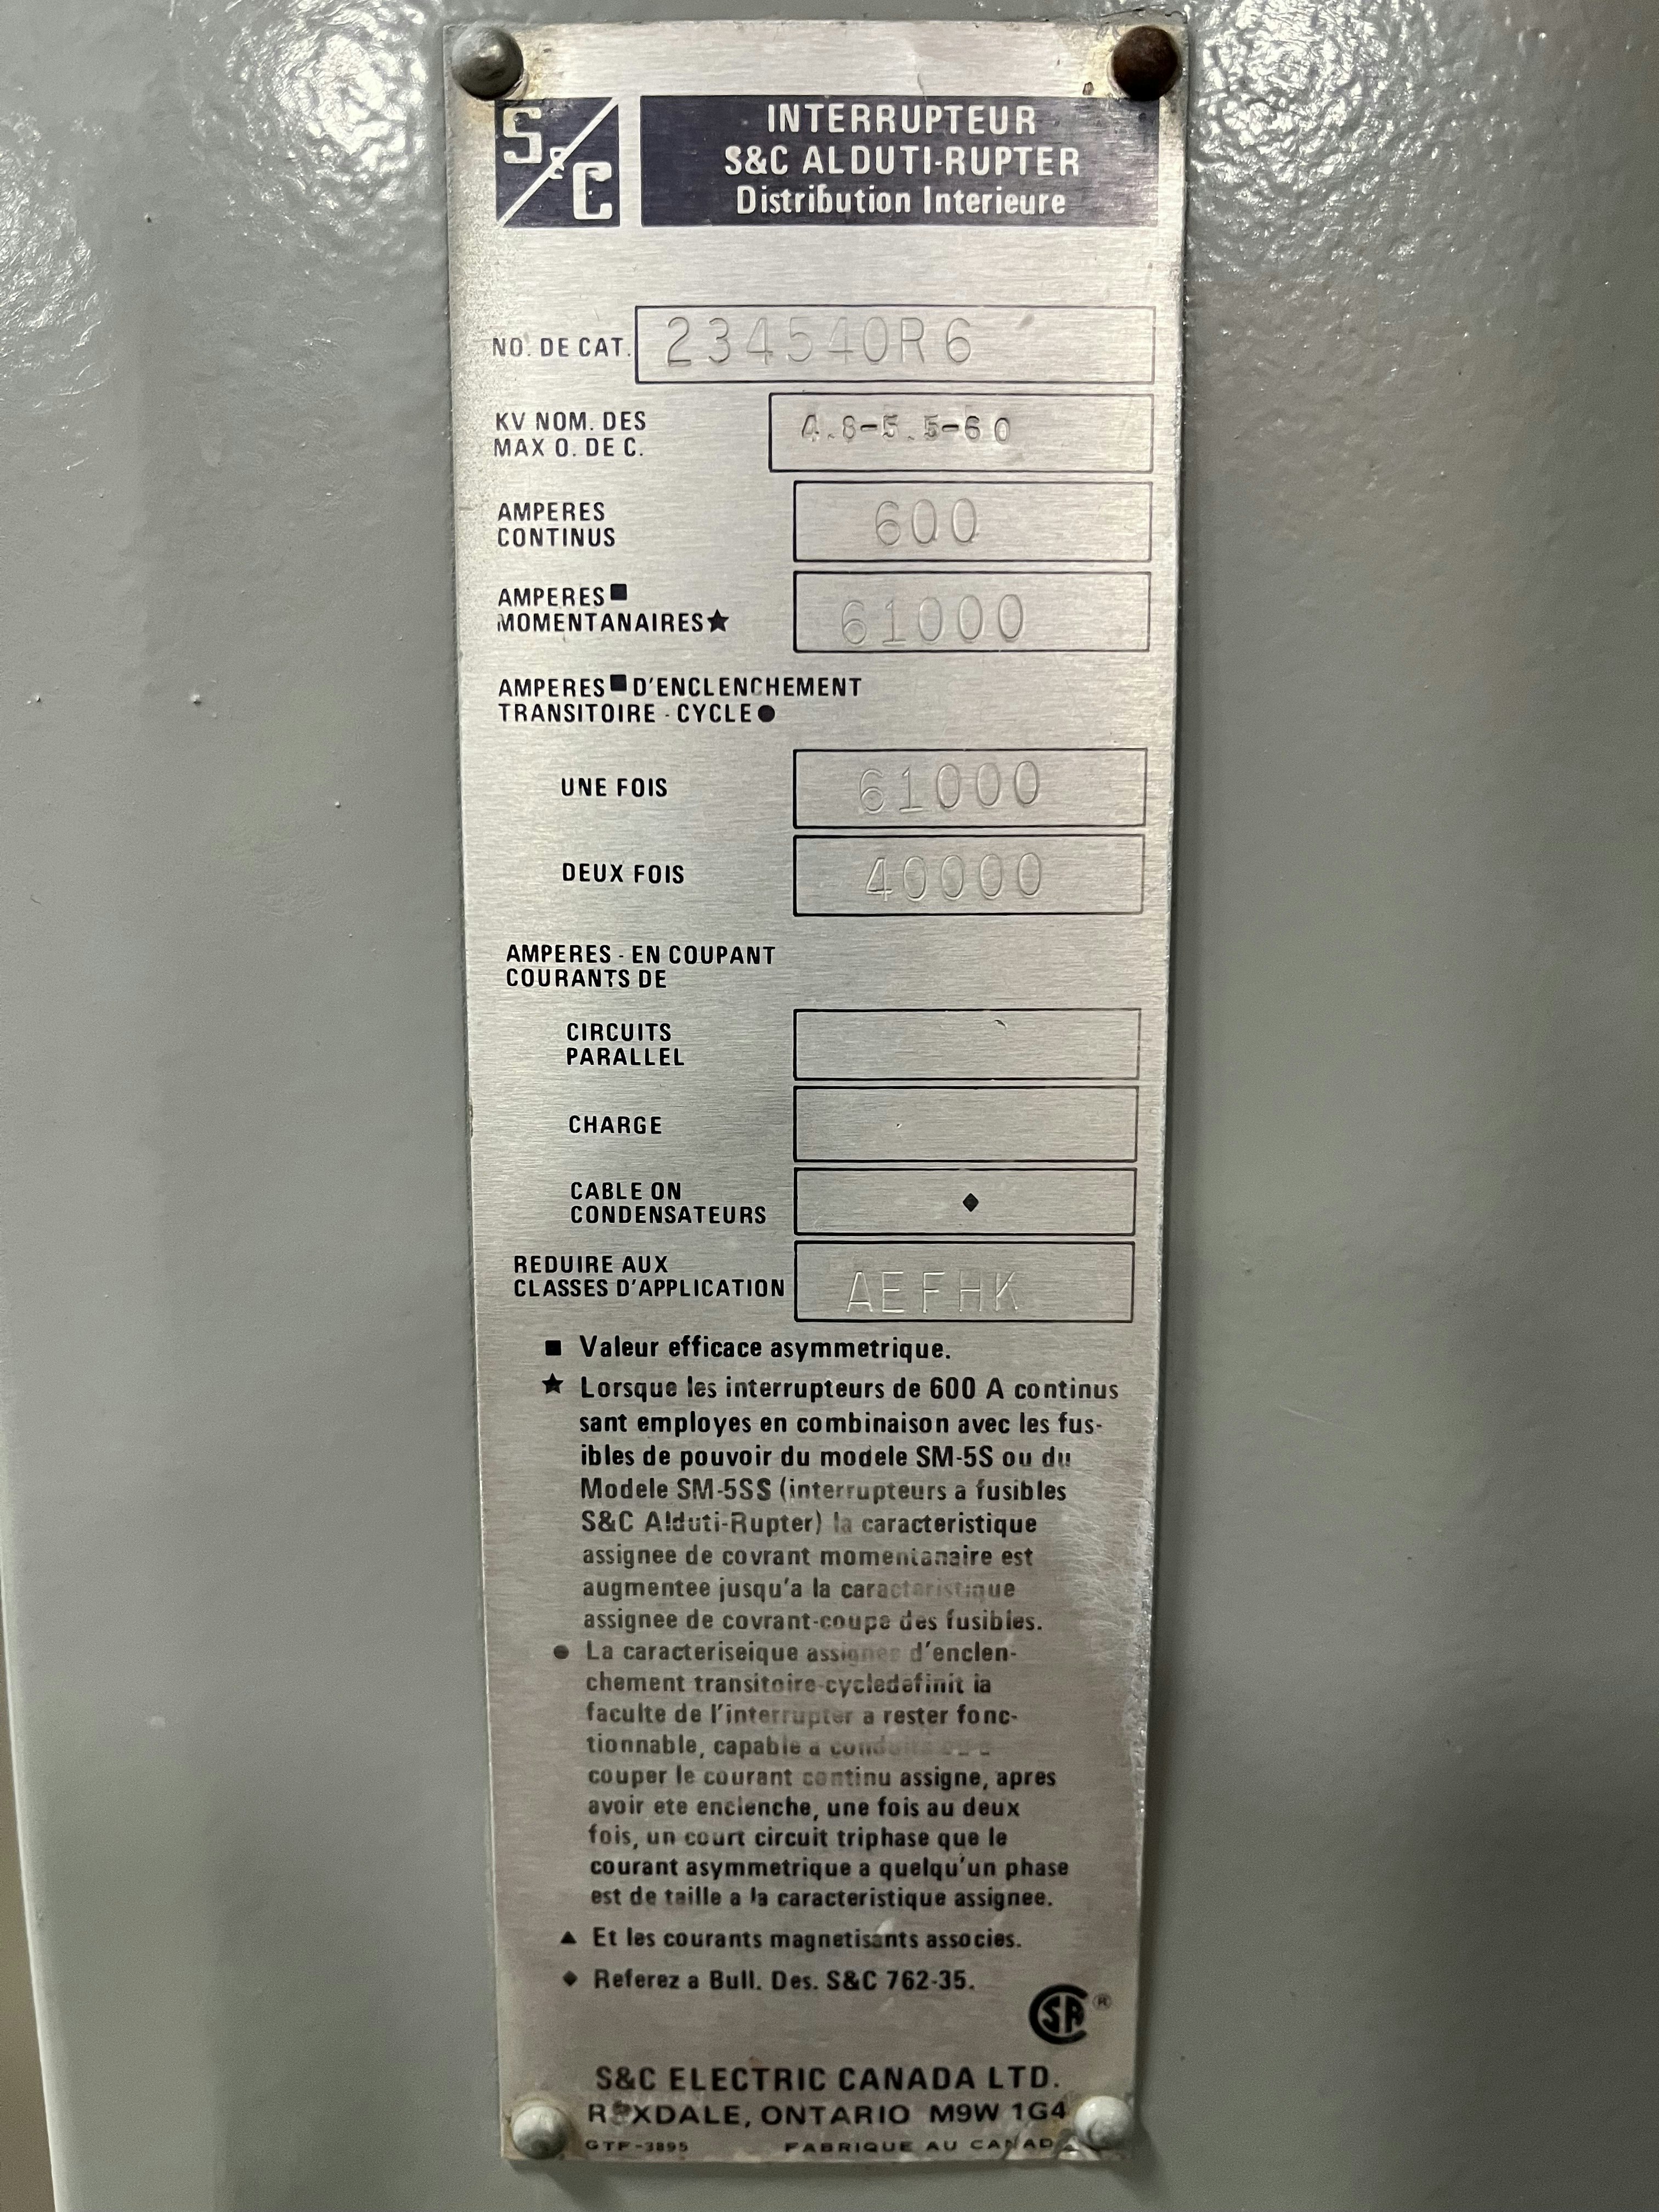 S&C
INTERRUPTEUR
S&C ALDUTI-RUPTER
Distribution Interieure
NO. DE CAT. 234540R6
KV NOM. DES
MAX O. DE C. 4.8-5.5-60
AMPERES
CONTINUS 600
AMPERES■
MOMENTANAIRES★ 61000
AMPERES■D'ENCLENCHEMENT
TRANSITOIRE - CYCLE●
UNE FOIS 61000
DEUX FOIS 40000
AMPERES - EN COUPANT
COURANTS DE
CIRCUITS
PARALLEL
CHARGE
CABLE ON
CONDENSATEURS ◆
REDUIRE AUX
CLASSES D'APPLICATION AEFHK
■ Valeur efficace asymmetrique.
★ Lorsque les interrupteurs de 600 A continus
sant employes en combinaison avec les fus-
ibles de pouvoir du modele SM-5S ou du
Modele SM-5SS (interrupteurs a fusibles
S&C Alduti-Rupter) la caracteristique
assignee de covrant momentanaire est
augmentee jusqu'a la caracteristique
assignee de covrant-coupe des fusibles.
● La caracteriseique assignee d'enclen-
chement transitoire-cycledefinit la
faculte de l'interrupter a rester fonc-
tionnable, capable a
couper le courant continu assigne, apres
avoir ete enclenche, une fois au deux
fois, un court circuit triphase que le
courant asymmetrique a quelqu'un phase
est de taille a la caracteristique assignee.
▲ Et les courants magnetisants associes.
◆ Referez a Bull. Des. S&C 762-35.
CSA ®
S&C ELECTRIC CANADA LTD.
REXDALE, ONTARIO M9W 1G4
GTF-3895 FABRIQUE AU CANADA